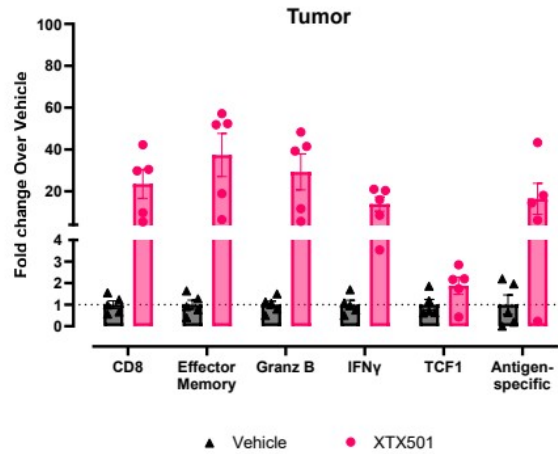 Tumor
Fold change Over Vehicle
100
80
60
40
20
4
3
2
1
0
CD8
Effector
Memory
Granz B
IFNγ
TCF1
Antigen-
specific
Vehicle
XTX501